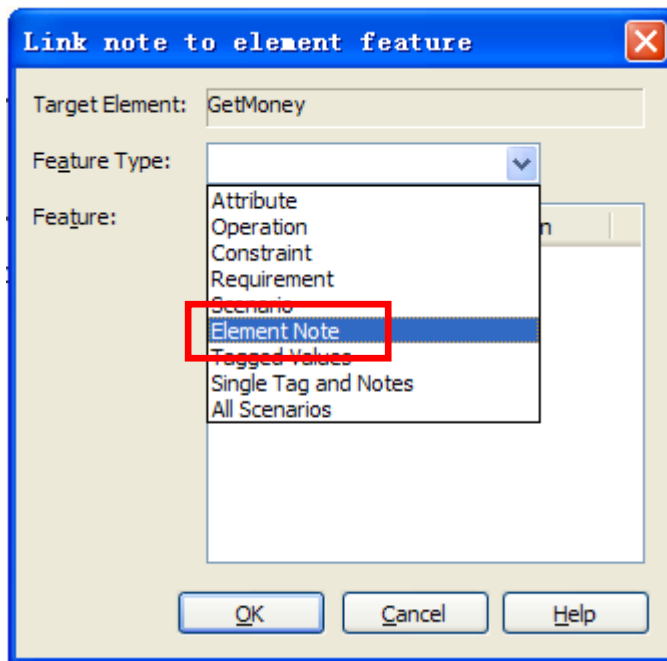 Link note to element feature
Target Element: GetMoney
Feature Type:
Feature:
Attribute
Operation
Constraint
Requirement
Scenario
Element Note
Tagged Values
Single Tag and Notes
All Scenarios
OK Cancel Help